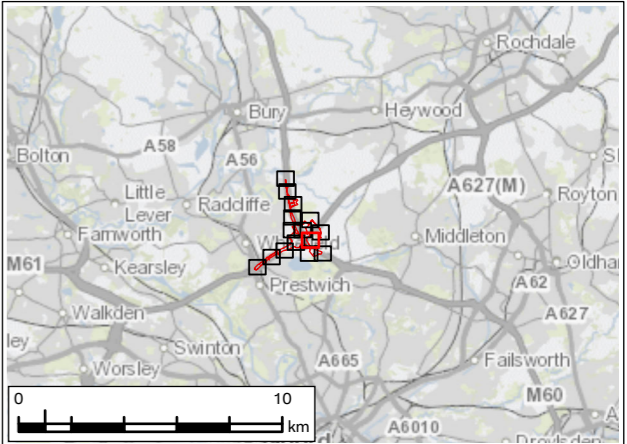 Rochdale
Bury
Heywood
A58
Bolton
A56
A627(M)
Little
Lever
Radcliffe
Royton
Farnworth
Middleton
M61
Kearsley
Prestwich
A62
Walkden
A627
ley
Swinton
A665
Failsworth
Worsley
M60
0
10
km
A6010